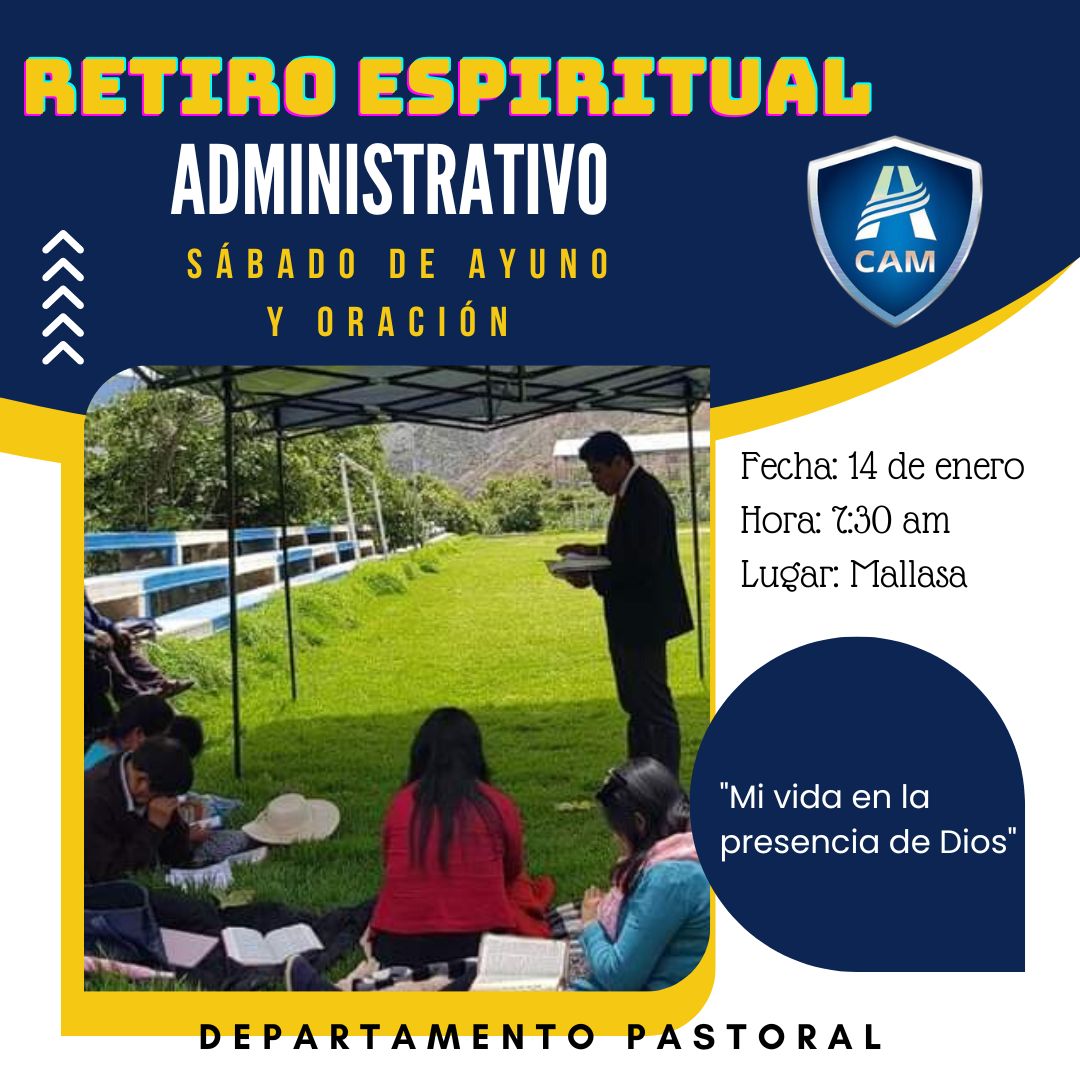 RETIRO ESPIRITUAL
ADMINISTRATIVO
SÁBADO DE AYUNO
Y ORACIÓN
CAM
Fecha: 14 de enero
Hora: 7:30 am
Lugar: Mallasa
"Mi vida en la
presencia de Dios"
DEPARTAMENTO PASTORAL